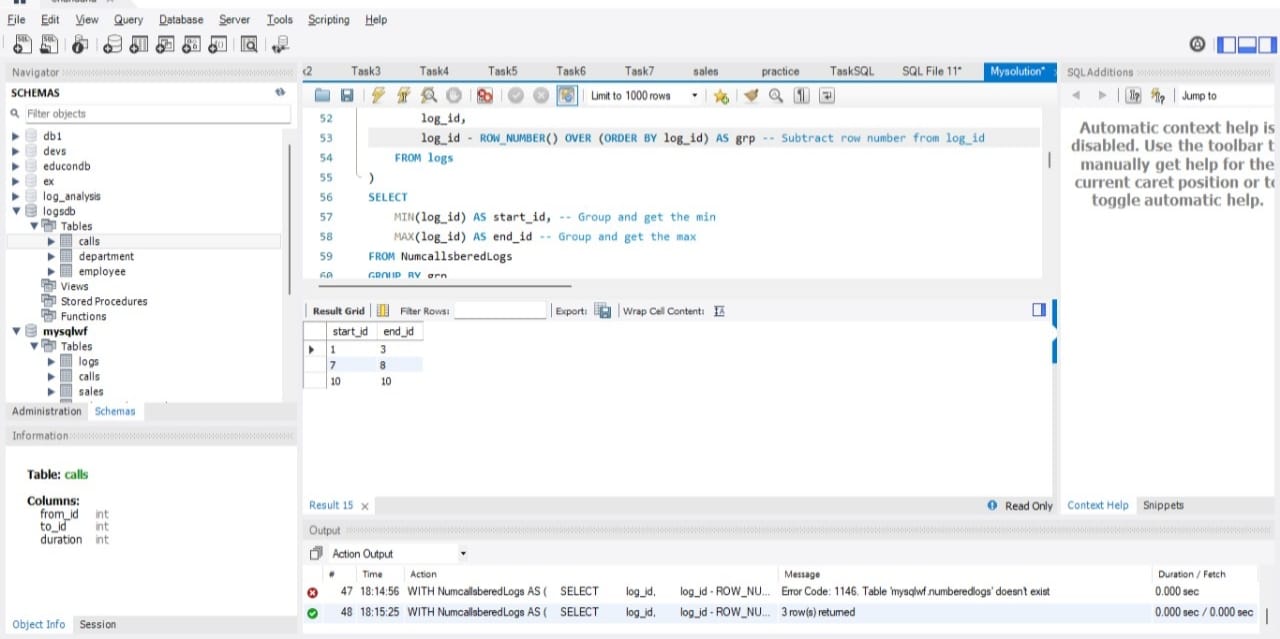 File Edit View Query Database Server Tools Scripting Help
Navigator
SCHEMAS
Filter objects
db1
devs
educondb
ex
log_analysis
logsdb
Tables
calls
department
employee
Views
Stored Procedures
Functions
mysqlwf
Tables
logs
calls
sales
Administration Schemas
Information
Table: calls
Columns:
from_id int
to_id int
duration int
Object Info Session
Task3 Task4 Task5 Task6 Task7 sales practice TaskSQL SQL File 11* Mysolution*
Limit to 1000 rows
52 log_id,
53 log_id - ROW_NUMBER() OVER (ORDER BY log_id) AS grp -- Subtract row number from log_id
54 FROM logs
55 )
56 SELECT
57 MIN(log_id) AS start_id, -- Group and get the min
58 MAX(log_id) AS end_id -- Group and get the max
59 FROM NumcallsberedLogs
60 GROUP BY grp
Result Grid Filter Rows: Export: Wrap Cell Content:
start_id end_id
1 3
7 8
10 10
Result 15 Read Only
Output
Action Output
# Time Action Message Duration / Fetch
47 18:14:56 WITH NumcallsberedLogs AS ( SELECT log_id, log_id - ROW_NU... Error Code: 1146. Table 'mysqlwf.numberedlogs' doesn't exist 0.000 sec
48 18:15:25 WITH NumcallsberedLogs AS ( SELECT log_id, log_id - ROW_NU... 3 row(s) returned 0.000 sec / 0.000 sec
SQLAdditions
Jump to
Automatic context help is
disabled. Use the toolbar t
manually get help for the
current caret position or to
toggle automatic help.
Context Help Snippets